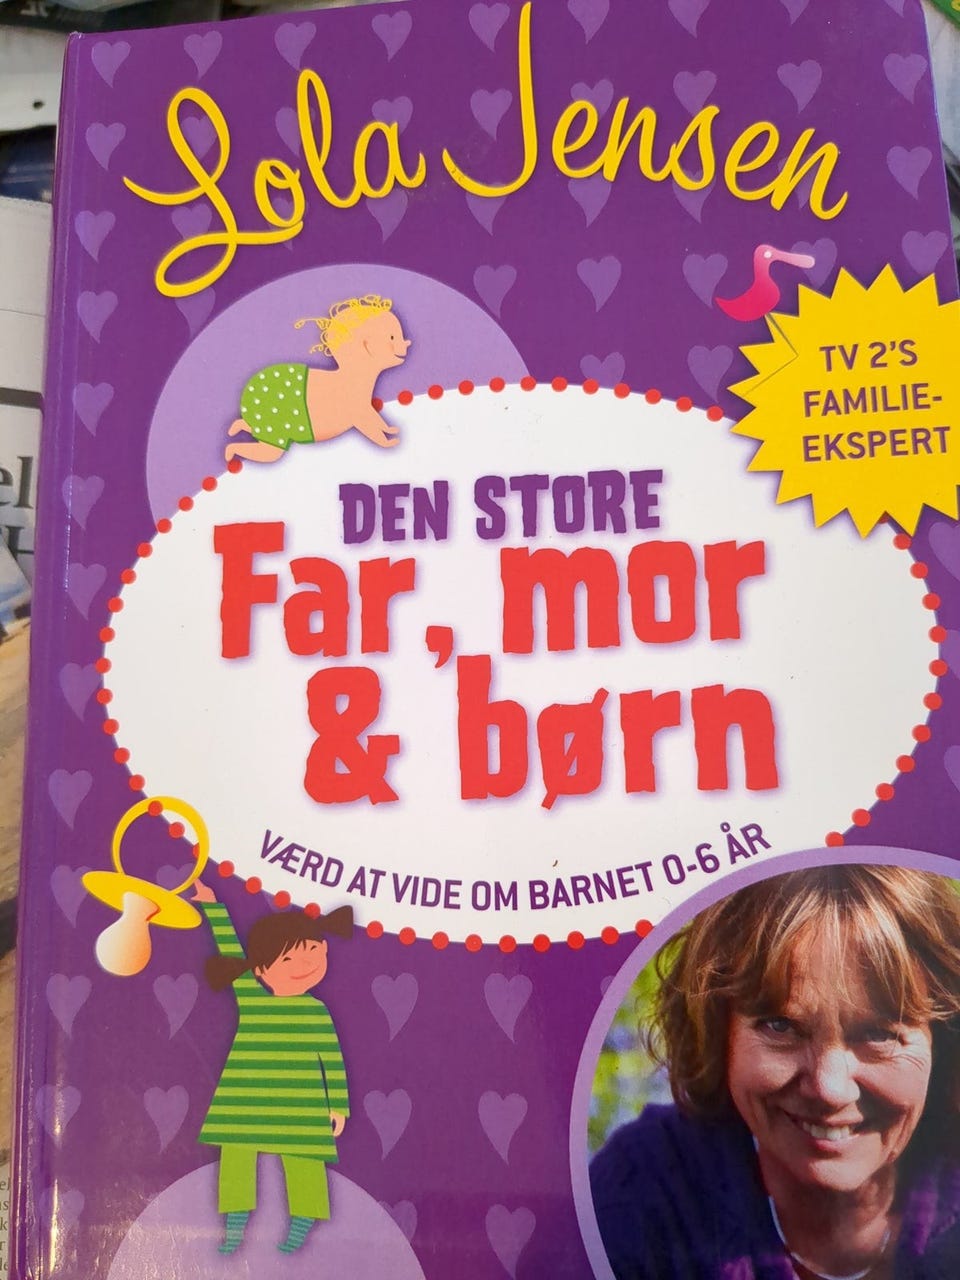 Lola Jensen
TV 2'S
FAMILIE-
EKSPERT
DEN STORE
Far, mor
& børn
VÆRD AT VIDE OM BARNET 0-6 ÅR